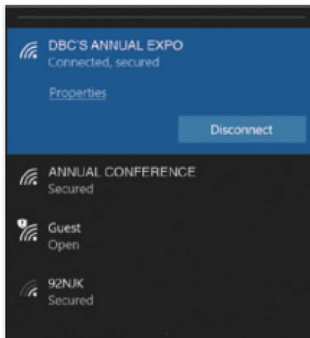 DBC'S ANNUAL EXPO
Connected, secured
Properties
Disconnect
ANNUAL CONFERENCE
Secured
Guest
Open
92NJK
Secured